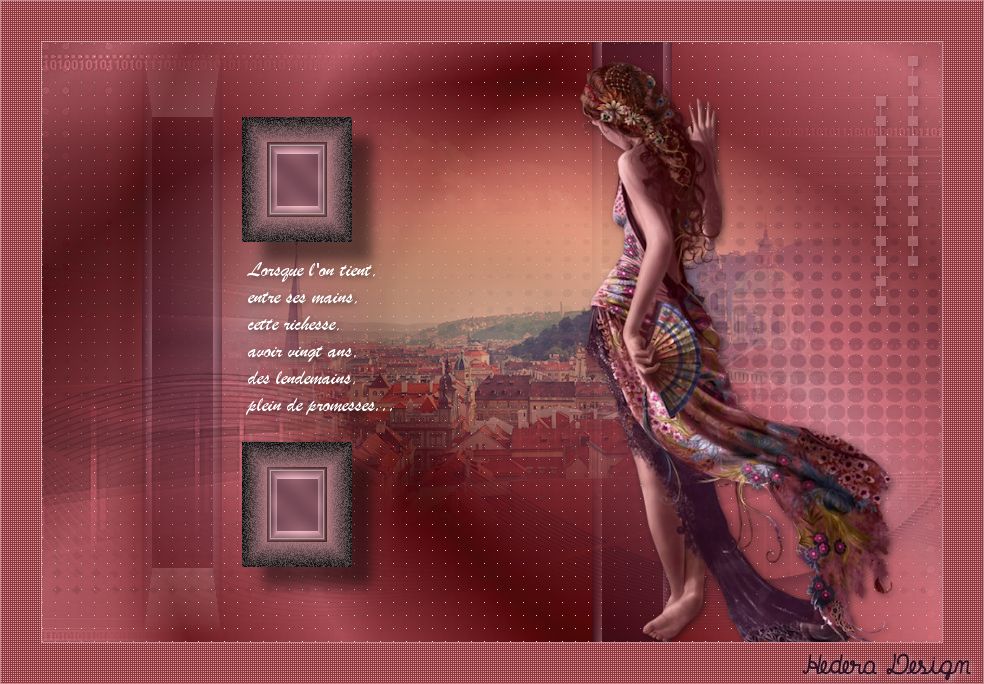 Lorsque l'on tient,
entre ses mains,
cette richesse,
avoir vingt ans,
des lendemains,
plein de promesses...
Hedera Design